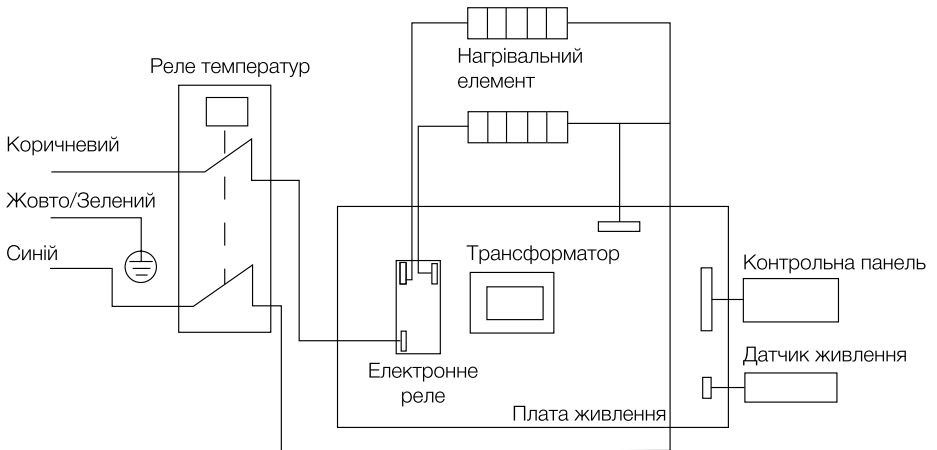 Нагрівальний
елемент
Реле температур
Коричневий
Жовто/Зелений
Синій
Трансформатор
Контрольна панель
Електронне
реле
Датчик живлення
Плата живлення